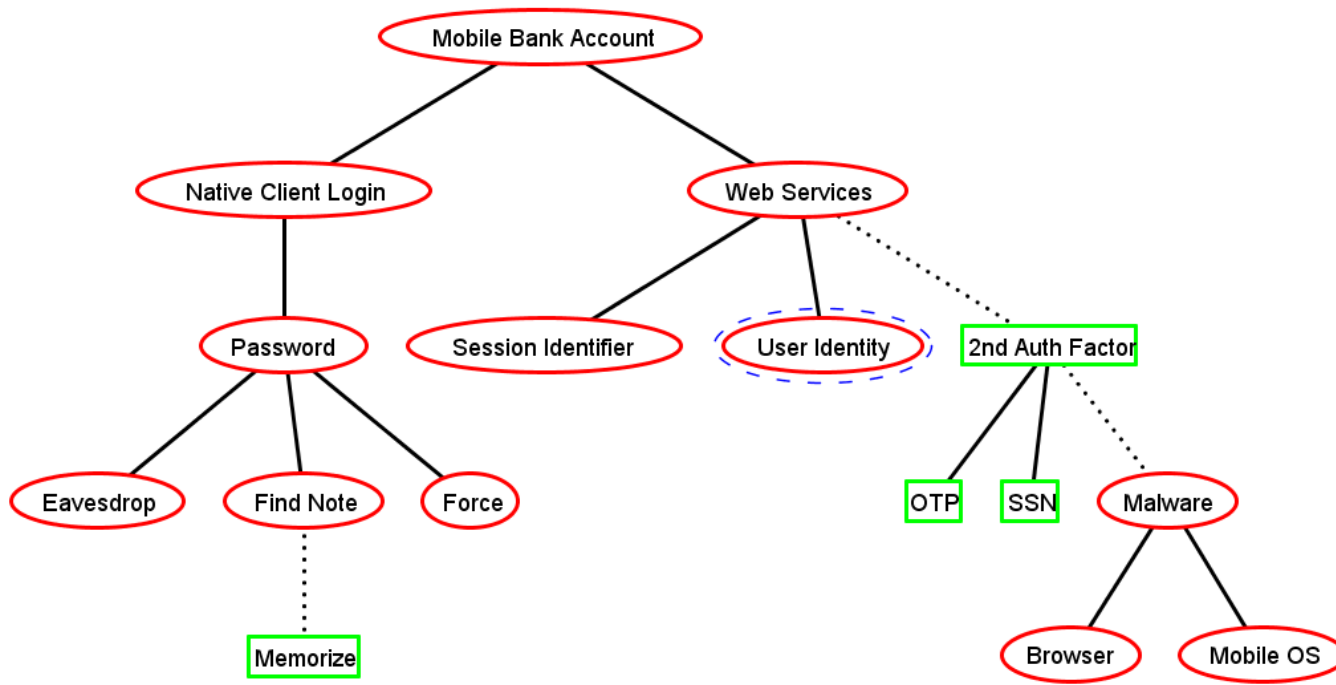 Mobile Bank Account
Native Client Login
Web Services
Password
Session Identifier
User Identity
2nd Auth Factor
Eavesdrop
Find Note
Force
OTP
SSN
Malware
Memorize
Browser
Mobile OS